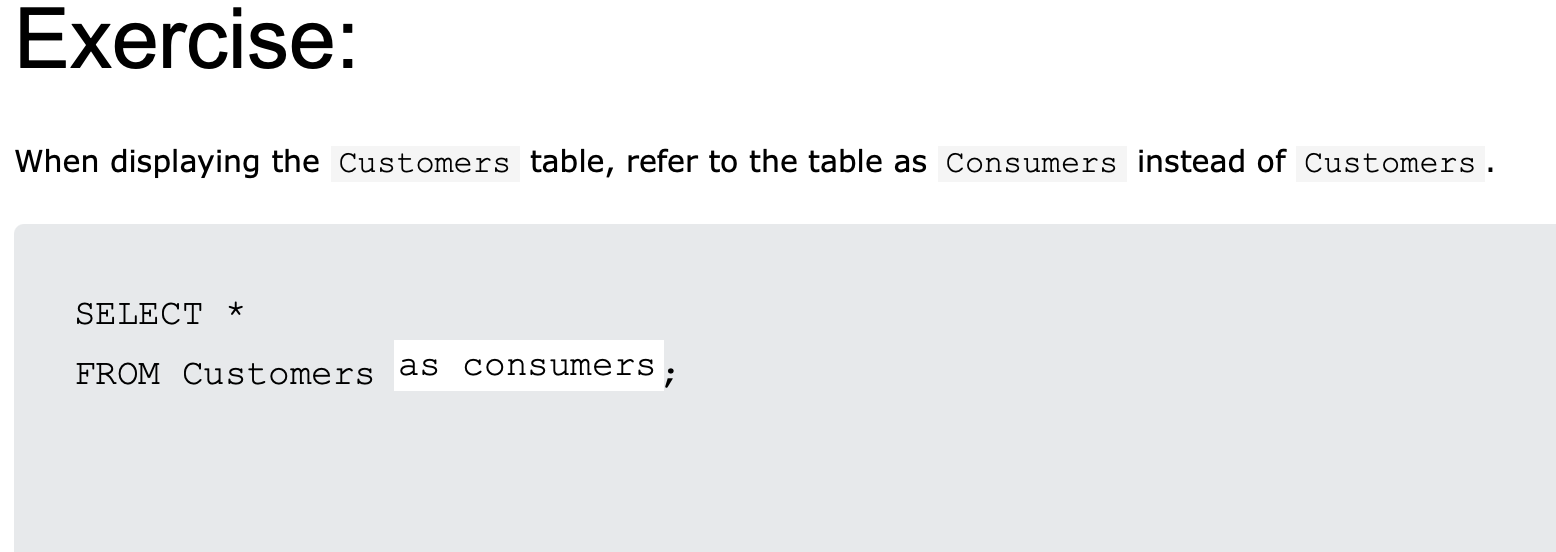 Exercise:
When displaying the Customers table, refer to the table as Consumers instead of Customers.
SELECT *
FROM Customers as consumers;